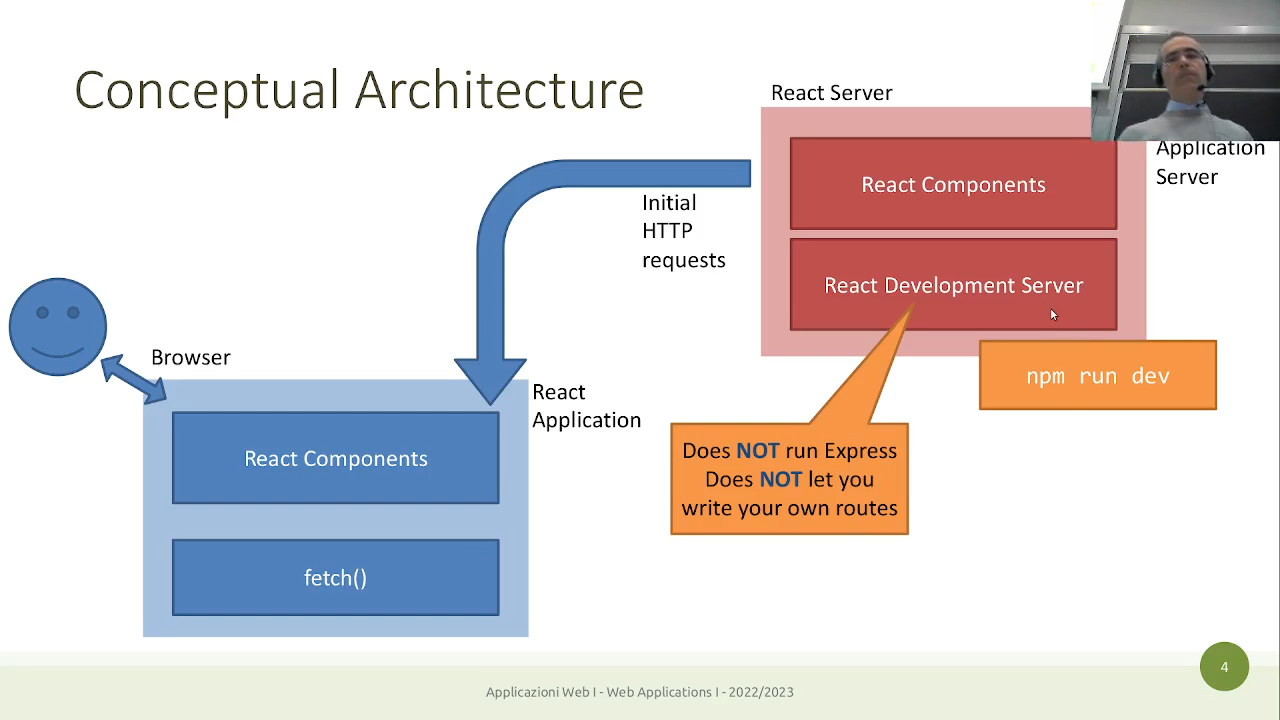 Conceptual Architecture
React Server
Application
Server
React Components
React Development Server
Initial
HTTP
requests
npm run dev
Browser
React
Application
React Components
fetch()
Does NOT run Express
Does NOT let you
write your own routes
Applicazioni Web I - Web Applications I - 2022/2023
4